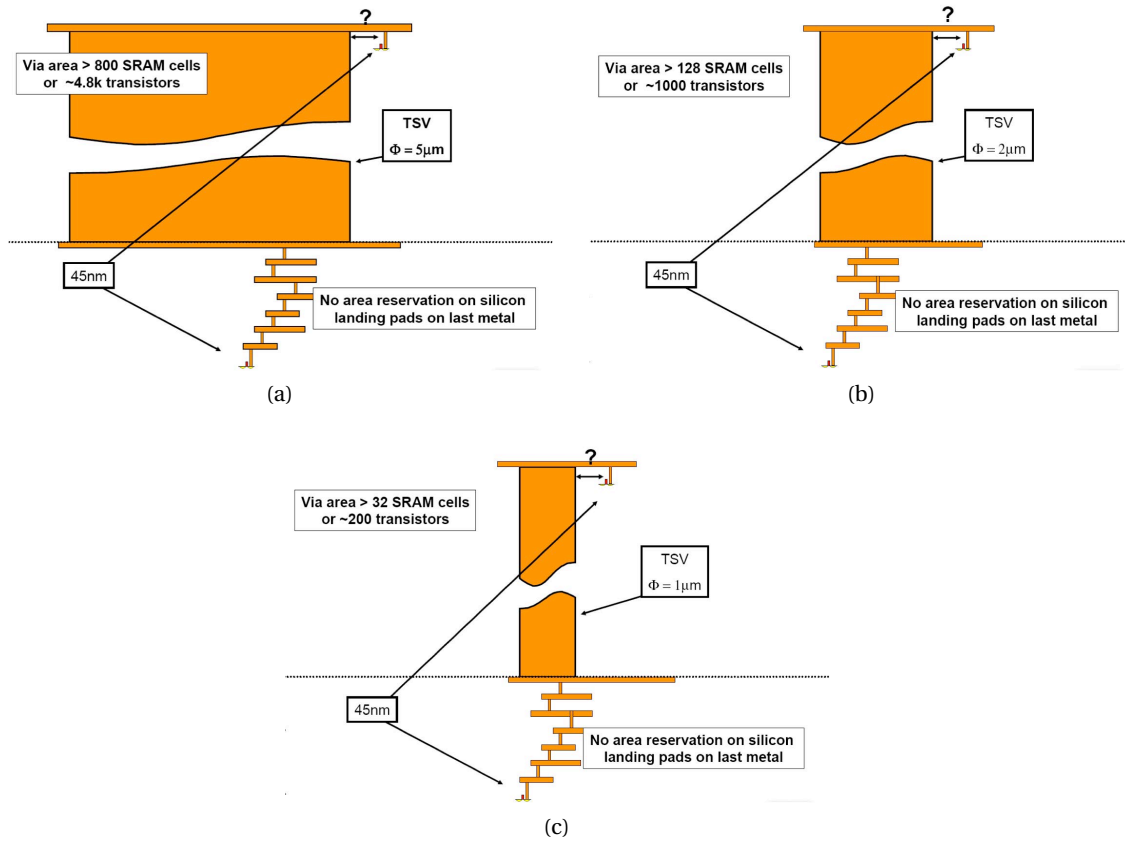 ?
Via area > 800 SRAM cells
or ~4.8k transistors
TSV
Φ = 5μm
45nm
No area reservation on silicon
landing pads on last metal
(a)
?
Via area > 128 SRAM cells
or ~1000 transistors
TSV
Φ = 2μm
45nm
No area reservation on silicon
landing pads on last metal
(b)
?
Via area > 32 SRAM cells
or ~200 transistors
TSV
Φ = 1μm
45nm
No area reservation on silicon
landing pads on last metal
(c)